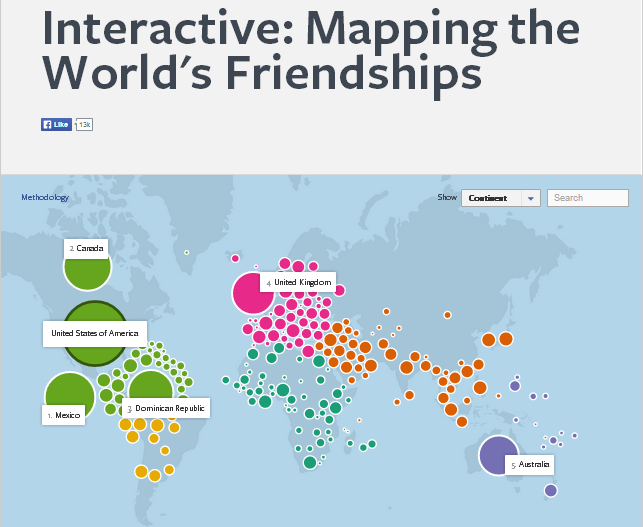 Interactive: Mapping the
World's Friendships
Like 13k
Methodology
Show Continent Search
2 Canada
4 United Kingdom
United States of America
3 Dominican Republic
1. Mexico
5 Australia